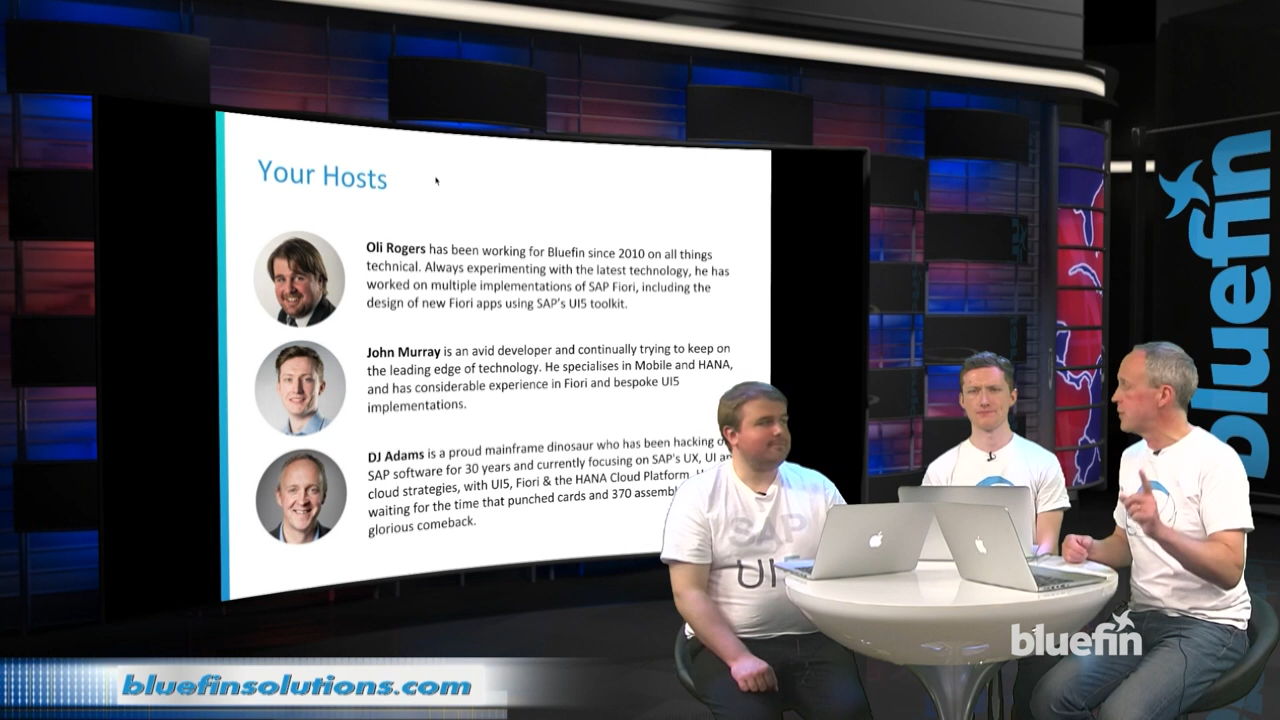 Your Hosts
Oli Rogers has been working for Bluefin since 2010 on all things
technical. Always experimenting with the latest technology, he has
worked on multiple implementations of SAP Fiori, including the
design of new Fiori apps using SAP's UI5 toolkit.
John Murray is an avid developer and continually trying to keep on
the leading edge of technology. He specialises in Mobile and HANA,
and has considerable experience in Fiori and bespoke UI5
implementations.
DJ Adams is a proud mainframe dinosaur who has been hacking
SAP software for 30 years and currently focusing on SAP's UX, UI
cloud strategies, with UI5, Fiori & the HANA Cloud Platform.
waiting for the time that punched cards and 370
glorious comeback.
SAP
UI
bluefin
bluefin
bluefinsolutions.com